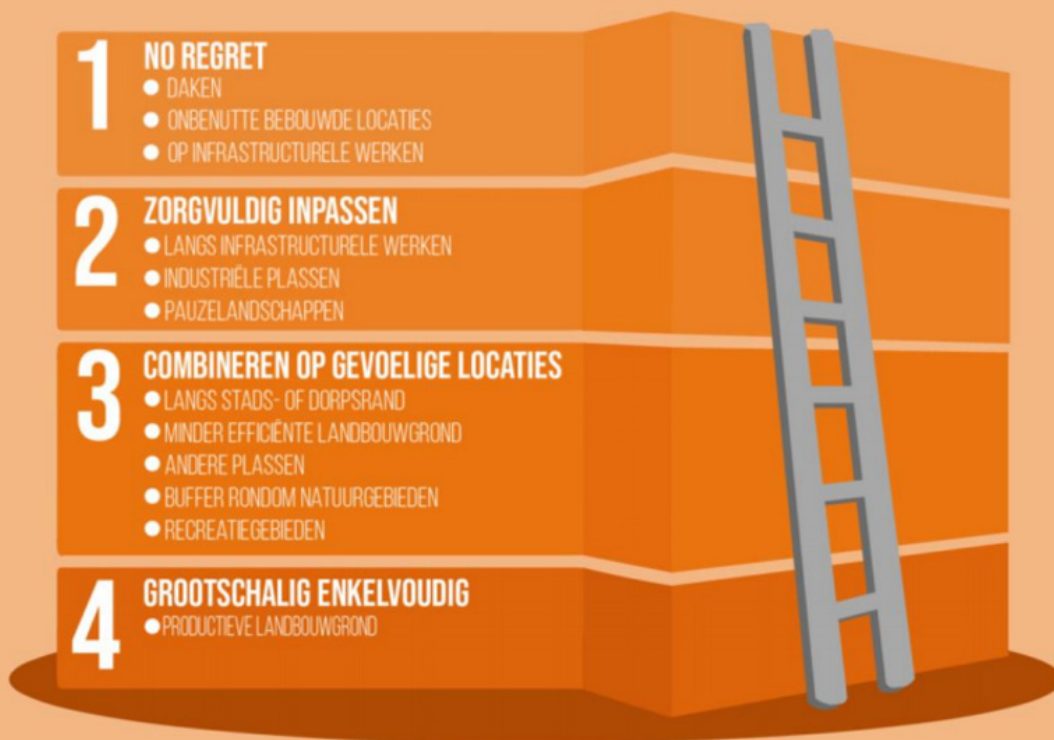 1
NO REGRET
● DAKEN
● ONBENUTTE BEBOUWDE LOCATIES
● OP INFRASTRUCTURELE WERKEN
2
ZORGVULDIG INPASSEN
● LANGS INFRASTRUCTURELE WERKEN
● INDUSTRIËLE PLASSEN
● PAUZELANDSCHAPPEN
3
COMBINEREN OP GEVOELIGE LOCATIES
● LANGS STADS- OF DORPSRAND
● MINDER EFFICIËNTE LANDBOUWGROND
● ANDERE PLASSEN
● BUFFER RONDOM NATUURGEBIEDEN
● RECREATIEGEBIEDEN
4
GROOTSCHALIG ENKELVOUDIG
● PRODUCTIEVE LANDBOUWGROND